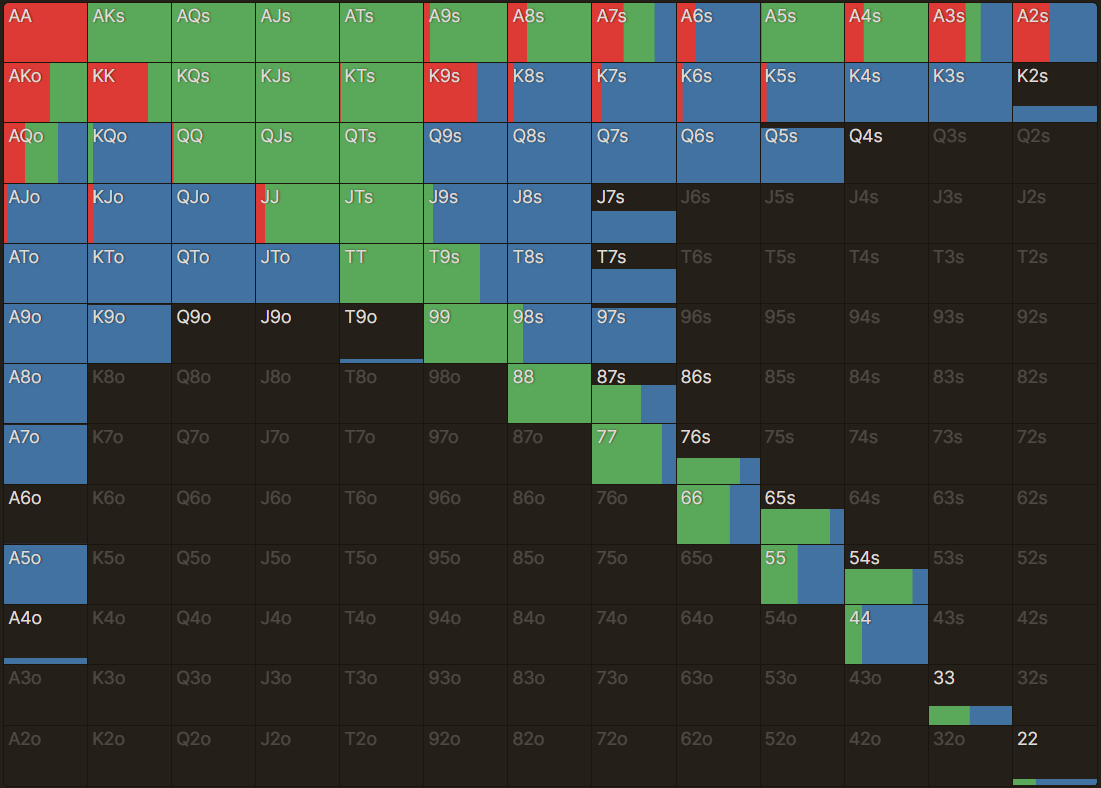 AA AKs AQs AJs ATs A9s A8s A7s A6s A5s A4s A3s A2s
AKo KK KQs KJs KTs K9s K8s K7s K6s K5s K4s K3s K2s
AQo KQo QQ QJs QTs Q9s Q8s Q7s Q6s Q5s Q4s Q3s Q2s
AJo KJo QJo JJ JTs J9s J8s J7s J6s J5s J4s J3s J2s
ATo KTo QTo JTo TT T9s T8s T7s T6s T5s T4s T3s T2s
A9o K9o Q9o J9o T9o 99 98s 97s 96s 95s 94s 93s 92s
A8o K8o Q8o J8o T8o 98o 88 87s 86s 85s 84s 83s 82s
A7o K7o Q7o J7o T7o 97o 87o 77 76s 75s 74s 73s 72s
A6o K6o Q6o J6o T6o 96o 86o 76o 66 65s 64s 63s 62s
A5o K5o Q5o J5o T5o 95o 85o 75o 65o 55 54s 53s 52s
A4o K4o Q4o J4o T4o 94o 84o 74o 64o 54o 44 43s 42s
A3o K3o Q3o J3o T3o 93o 83o 73o 63o 53o 43o 33 32s
A2o K2o Q2o J2o T2o 92o 82o 72o 62o 52o 42o 32o 22